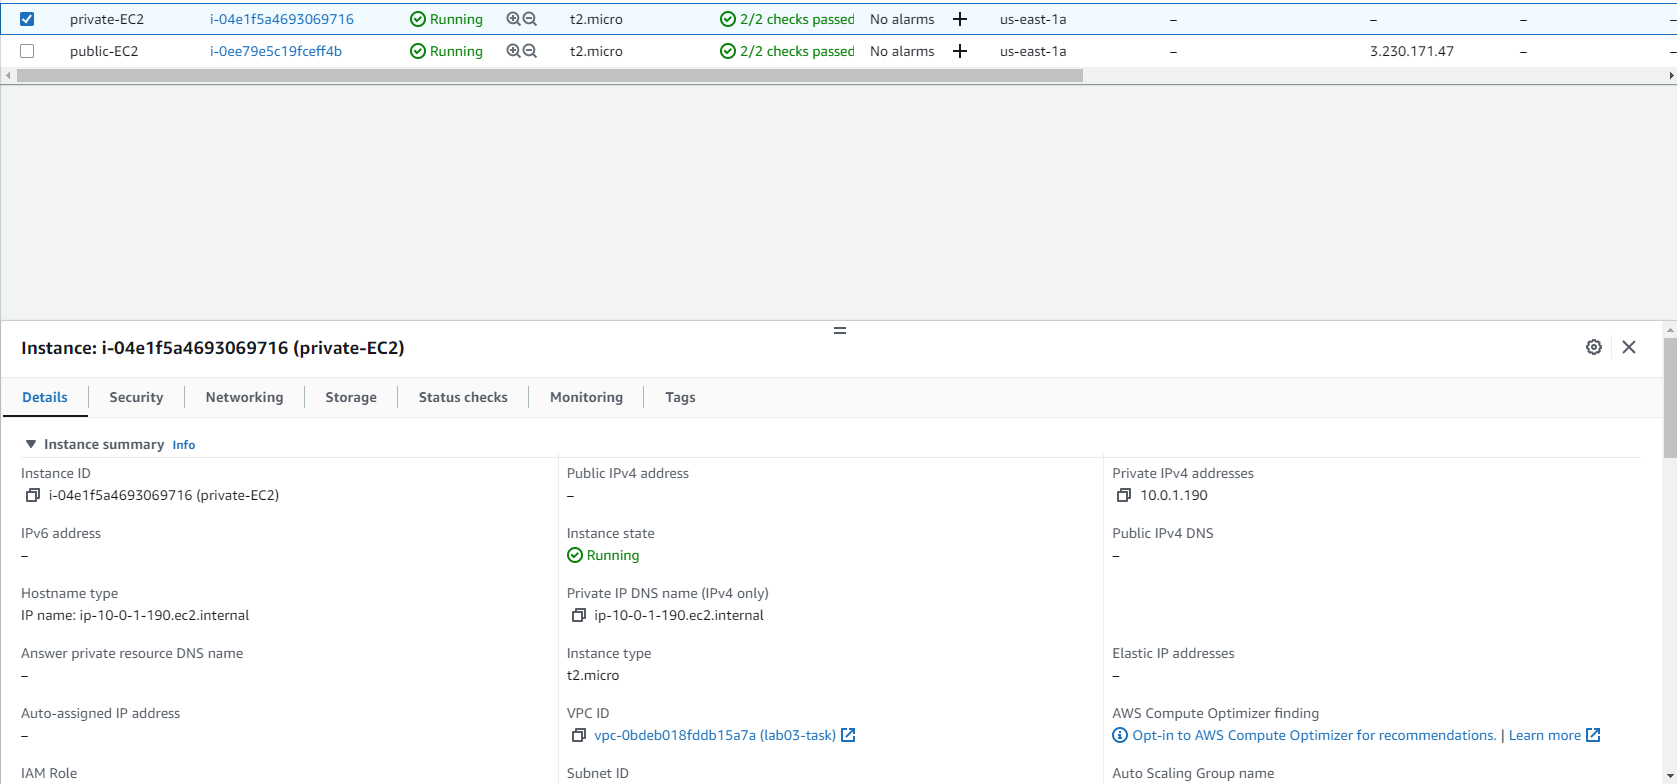 private-EC2 i-04e1f5a4693069716 Running t2.micro 2/2 checks passed No alarms + us-east-1a – – – –
public-EC2 i-0ee79e5c19fceff4b Running t2.micro 2/2 checks passed No alarms + us-east-1a – 3.230.171.47 – –
Instance: i-04e1f5a4693069716 (private-EC2)
Details Security Networking Storage Status checks Monitoring Tags
Instance summary Info
Instance ID Public IPv4 address Private IPv4 addresses
i-04e1f5a4693069716 (private-EC2) – 10.0.1.190
IPv6 address Instance state Public IPv4 DNS
– Running –
Hostname type Private IP DNS name (IPv4 only)
IP name: ip-10-0-1-190.ec2.internal ip-10-0-1-190.ec2.internal
Answer private resource DNS name Instance type Elastic IP addresses
– t2.micro –
Auto-assigned IP address VPC ID AWS Compute Optimizer finding
– vpc-0bdeb018fddb15a7a (lab03-task) Opt-in to AWS Compute Optimizer for recommendations. | Learn more
IAM Role Subnet ID Auto Scaling Group name